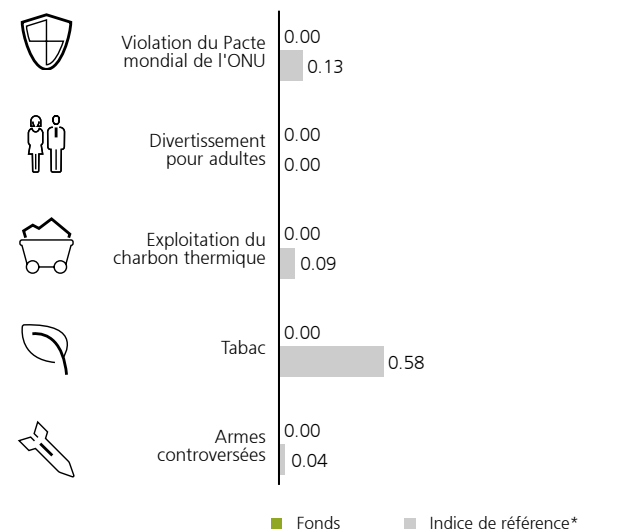 Violation du Pacte
mondial de l'ONU
0.00
0.13
Divertissement
pour adultes
0.00
0.00
Exploitation du
charbon thermique
0.00
0.09
Tabac
0.00
0.58
Armes
controversées
0.00
0.04
Fonds
Indice de référence*